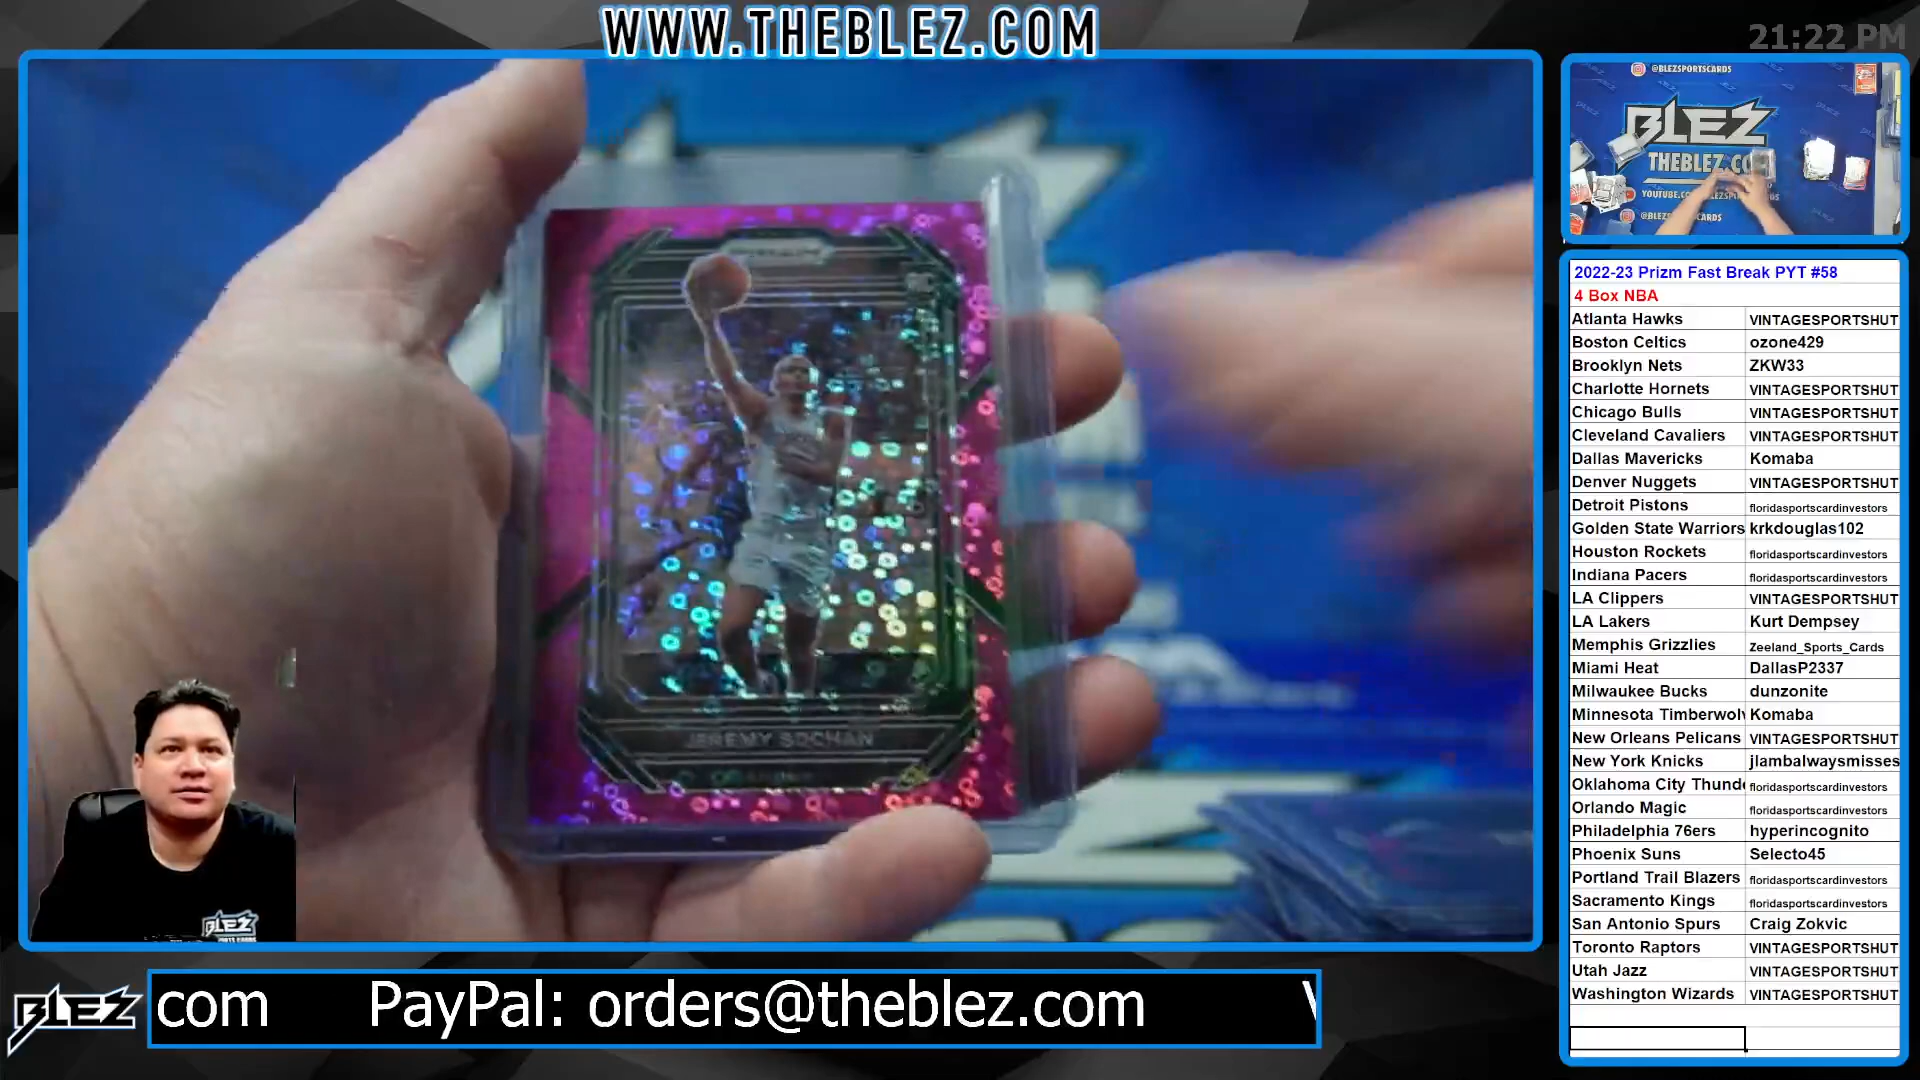 WWW.THEBLEZ.COM
21:22 PM
@BLEZSPORTSCARDS
BLEZ
THEBLEZ.CO
JEREMY SOCHAN
BLEZ
2022-23 Prizm Fast Break PYT #58
4 Box NBA
Atlanta Hawks VINTAGESPORTSHUT
Boston Celtics ozone429
Brooklyn Nets ZKW33
Charlotte Hornets VINTAGESPORTSHUT
Chicago Bulls VINTAGESPORTSHUT
Cleveland Cavaliers VINTAGESPORTSHUT
Dallas Mavericks Komaba
Denver Nuggets VINTAGESPORTSHUT
Detroit Pistons floridasportscardinvestors
Golden State Warriors krkdouglas102
Houston Rockets floridasportscardinvestors
Indiana Pacers floridasportscardinvestors
LA Clippers VINTAGESPORTSHUT
LA Lakers Kurt Dempsey
Memphis Grizzlies Zeeland_Sports_Cards
Miami Heat DallasP2337
Milwaukee Bucks dunzonite
Minnesota Timberwolv Komaba
New Orleans Pelicans VINTAGESPORTSHUT
New York Knicks jlambalwaysmisses
Oklahoma City Thunde floridasportscardinvestors
Orlando Magic floridasportscardinvestors
Philadelphia 76ers hyperincognito
Phoenix Suns Selecto45
Portland Trail Blazers floridasportscardinvestors
Sacramento Kings floridasportscardinvestors
San Antonio Spurs Craig Zokvic
Toronto Raptors VINTAGESPORTSHUT
Utah Jazz VINTAGESPORTSHUT
Washington Wizards VINTAGESPORTSHUT
BLEZ
com PayPal: orders@theblez.com